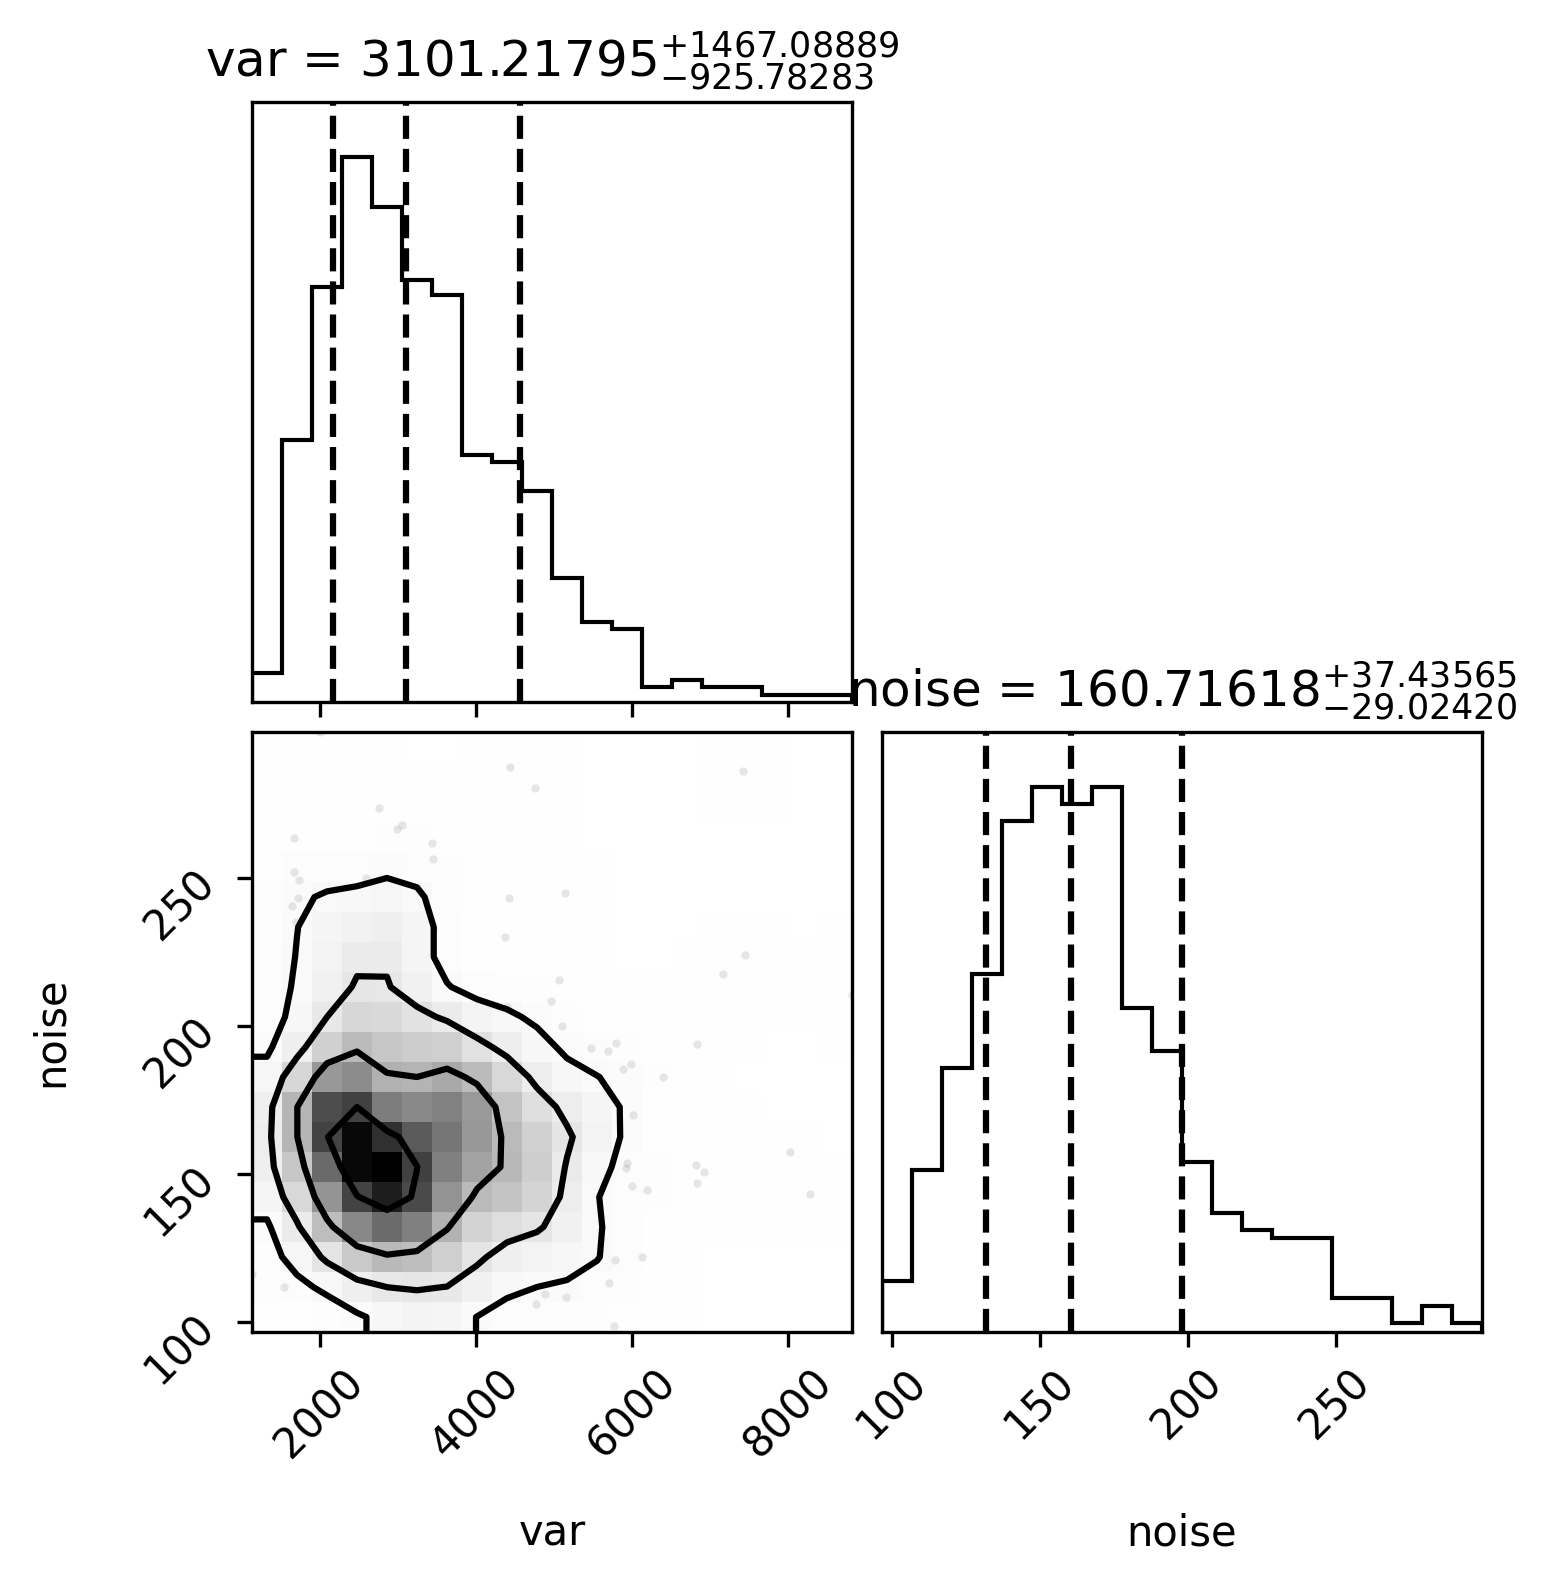 var = 3101.21795+1467.08889−925.78283
noise = 160.71618+37.43565−29.02420
250
200
150
100
noise
2000 4000 6000 8000
100 150 200 250
var
noise